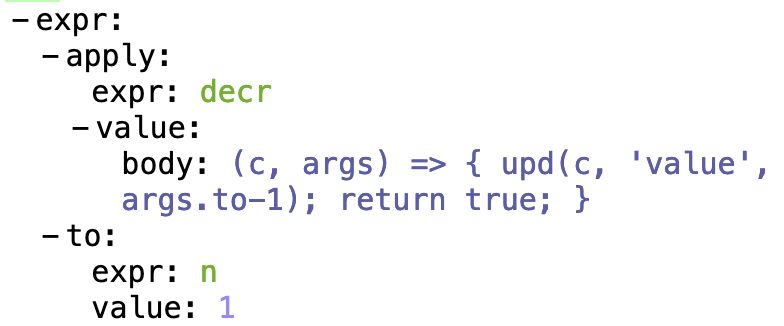 – expr:
– apply:
expr: decr
– value:
body: (c, args) => { upd(c, 'value',
args.to–1); return true; }
– to:
expr: n
value: 1